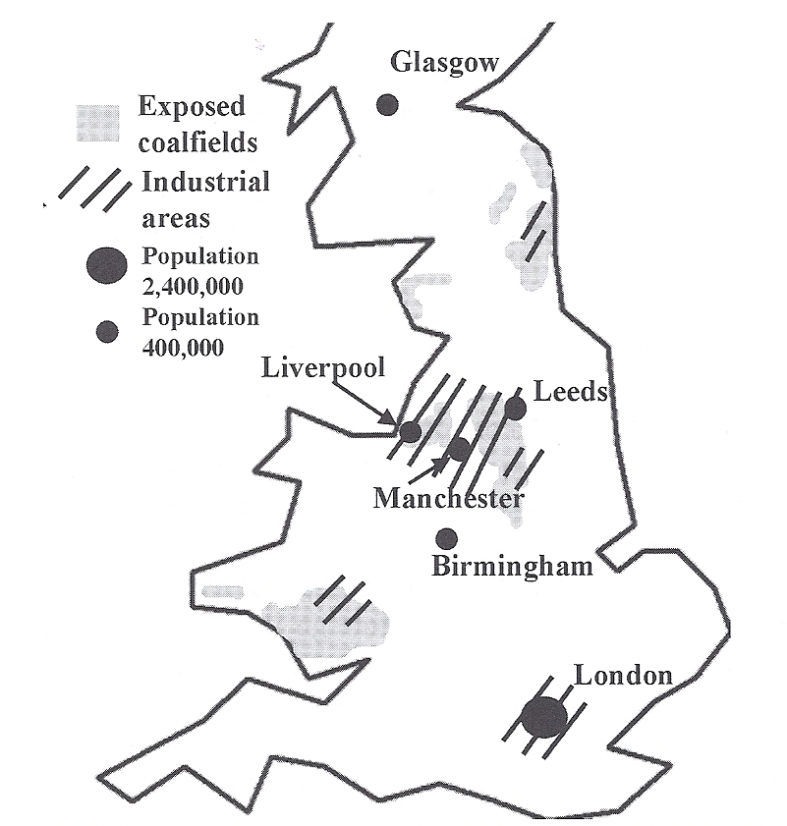 Glasgow
Exposed
coalfields
Industrial
areas
Population
2,400,000
Population
400,000
Liverpool
Leeds
Manchester
Birmingham
London